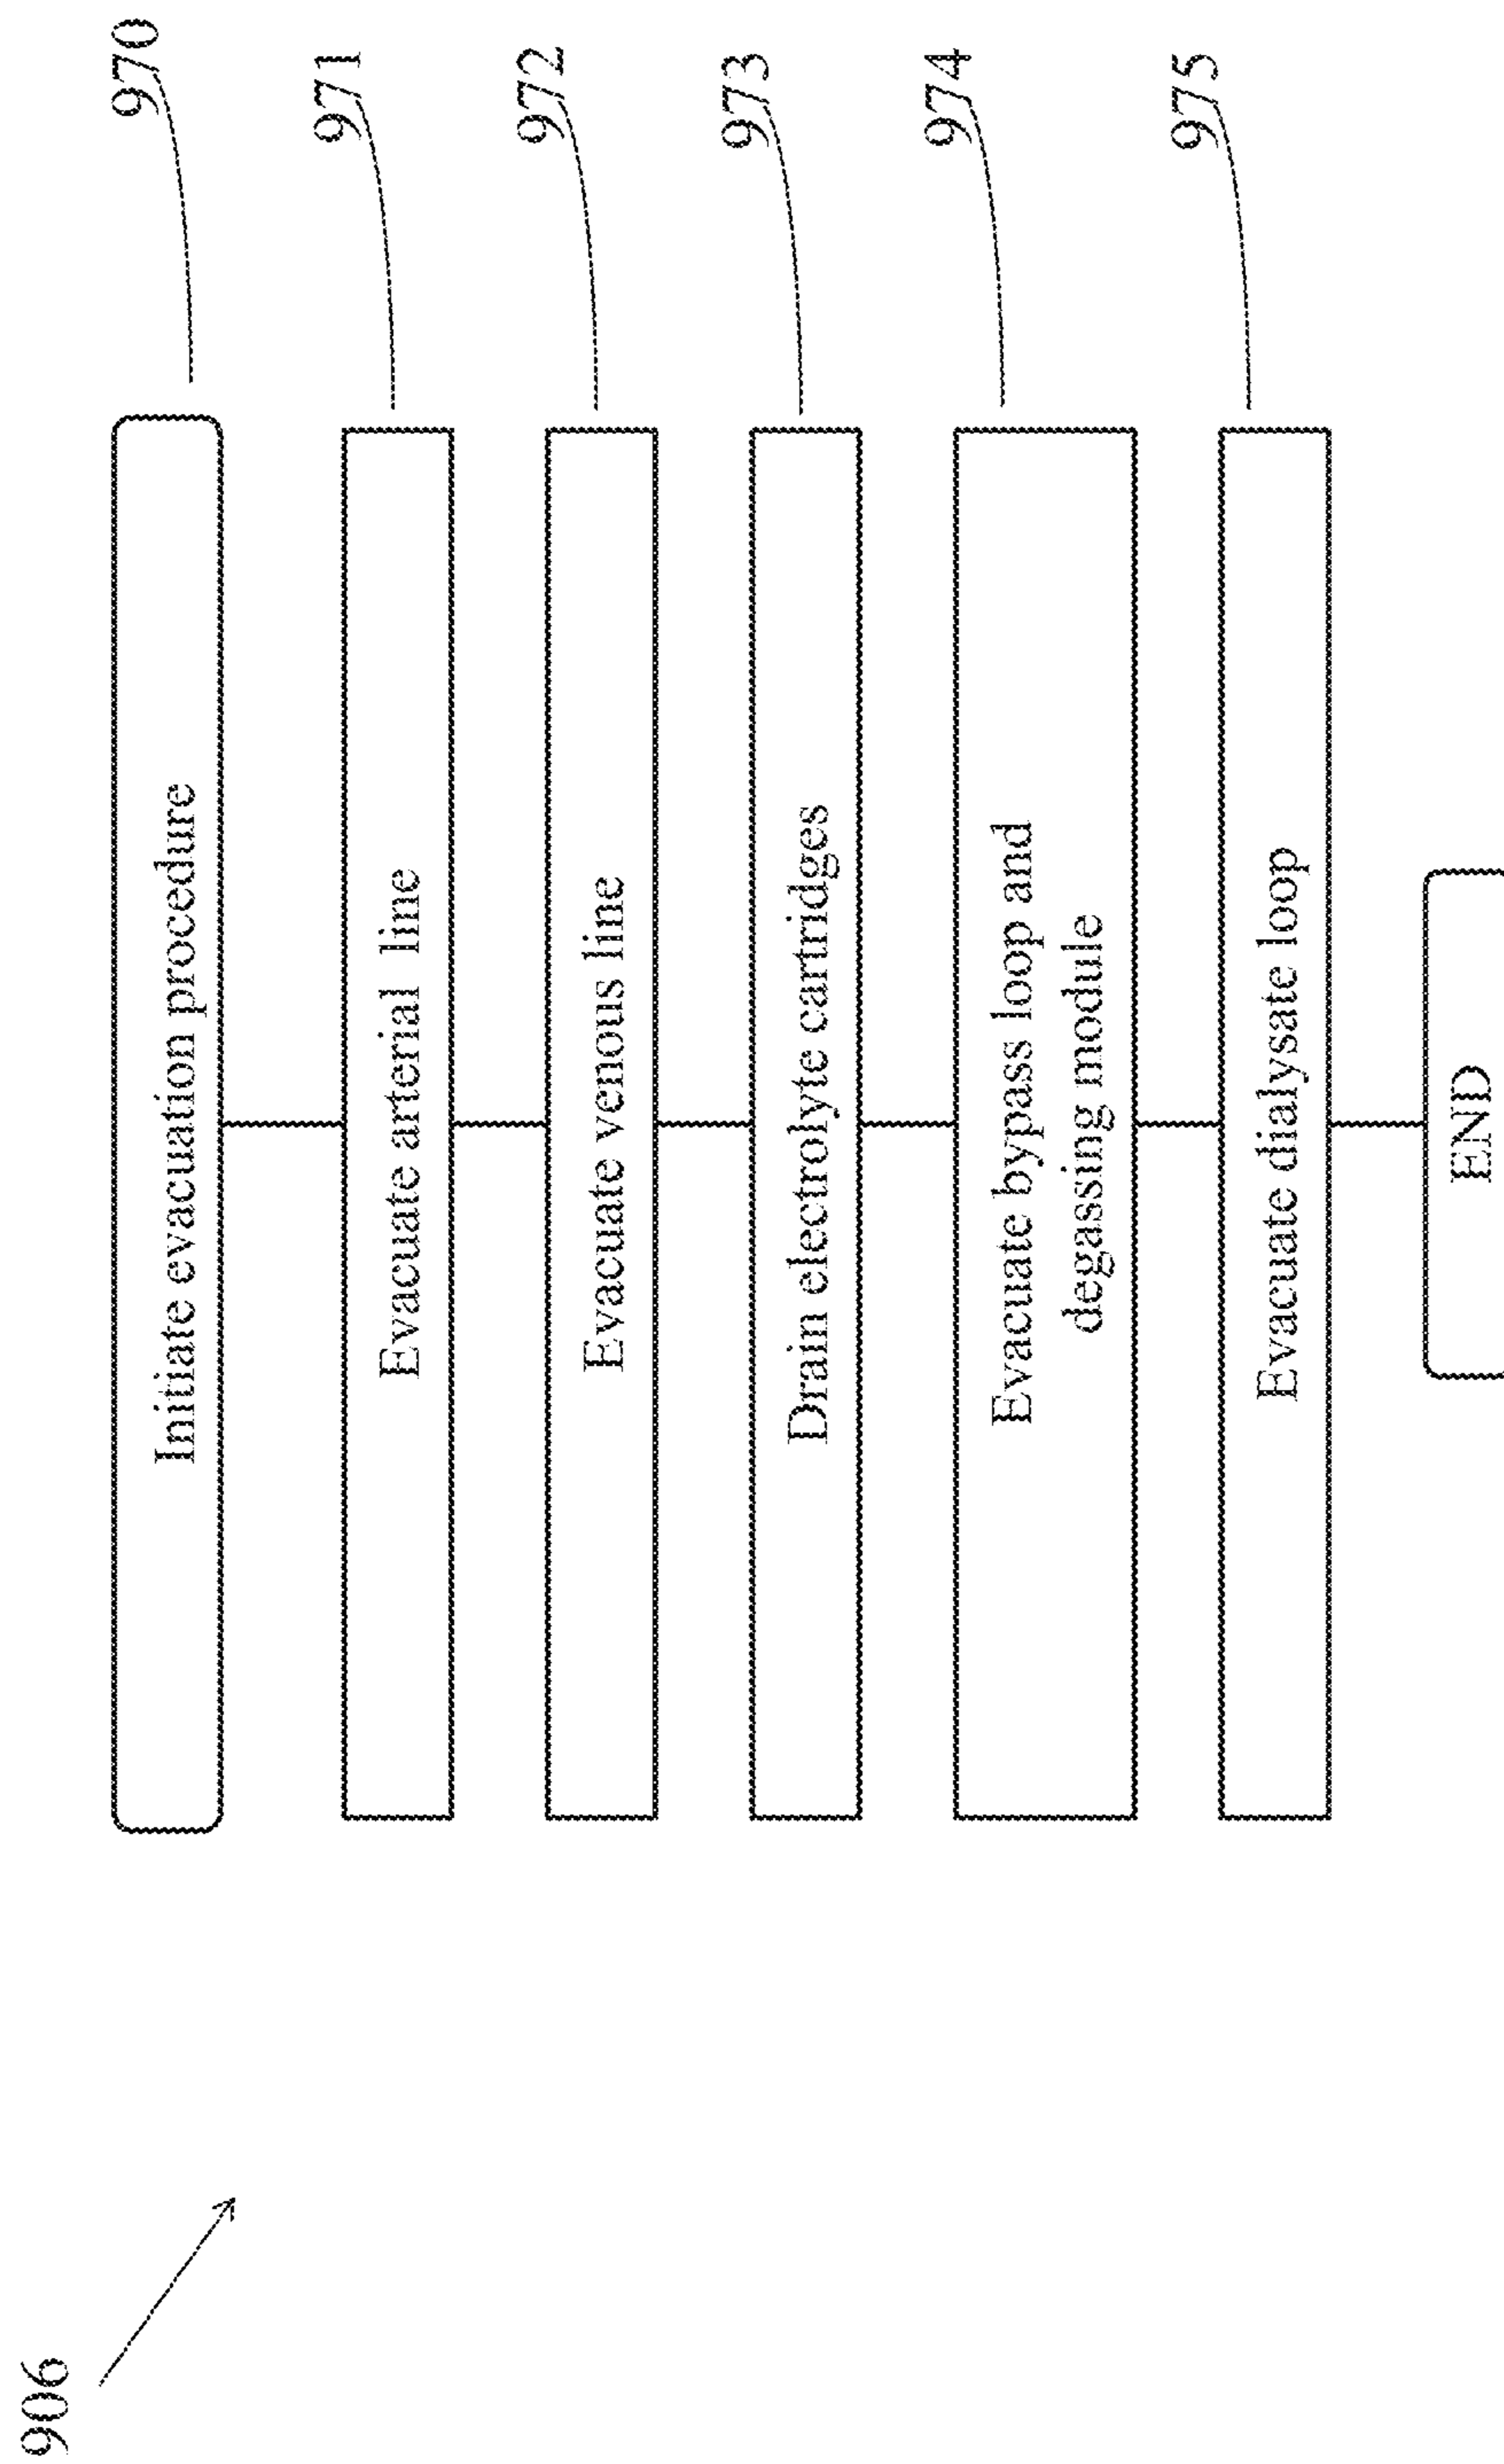 906
Initiate evacuation procedure
970
Evacuate arterial line
971
Evacuate venous line
972
Drain electrolyte cartridges
973
Evacuate bypass loop and
degassing module
974
Evacuate dialysate loop
975
END